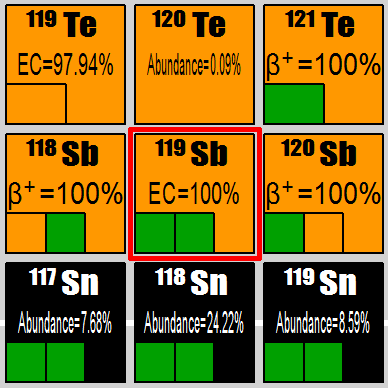 119 Te 120 Te 121 Te
EC=97.94% Abundance=0.09% β⁺=100%
118 Sb 119 Sb 120 Sb
β⁺=100% EC=100% β⁺=100%
117 Sn 118 Sn 119 Sn
Abundance=7.68% Abundance=24.22% Abundance=8.59%